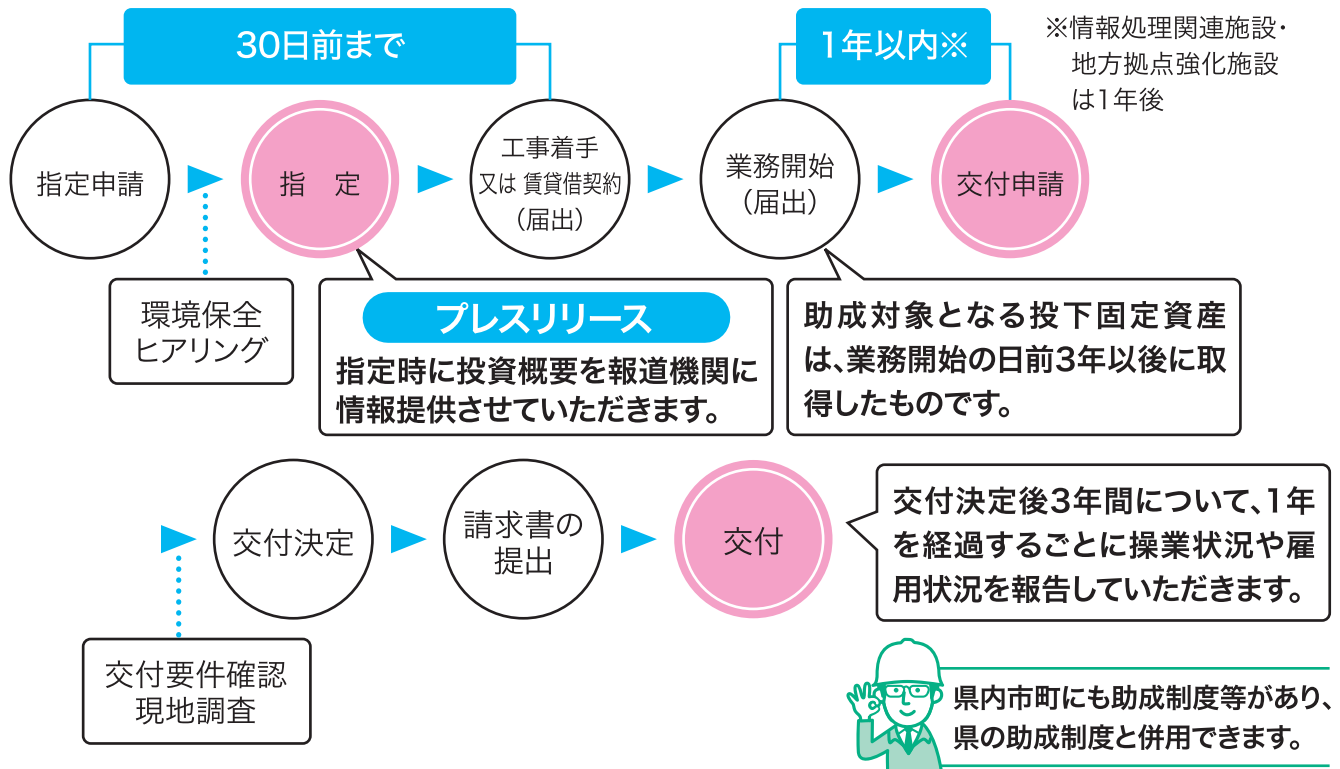 30日前まで
1年以内※
※情報処理関連施設・
地方拠点強化施設
は1年後
指定申請
指 定
工事着手
又は 賃貸借契約
（届出）
業務開始
（届出）
交付申請
環境保全
ヒアリング
プレスリリース
指定時に投資概要を報道機関に
情報提供させていただきます。
助成対象となる投下固定資産
は、業務開始の日前3年以後に取
得したものです。
交付決定
請求書の
提出
交付
交付決定後3年間について、1年
を経過するごとに操業状況や雇
用状況を報告していただきます。
交付要件確認
現地調査
県内市町にも助成制度等があり、
県の助成制度と併用できます。